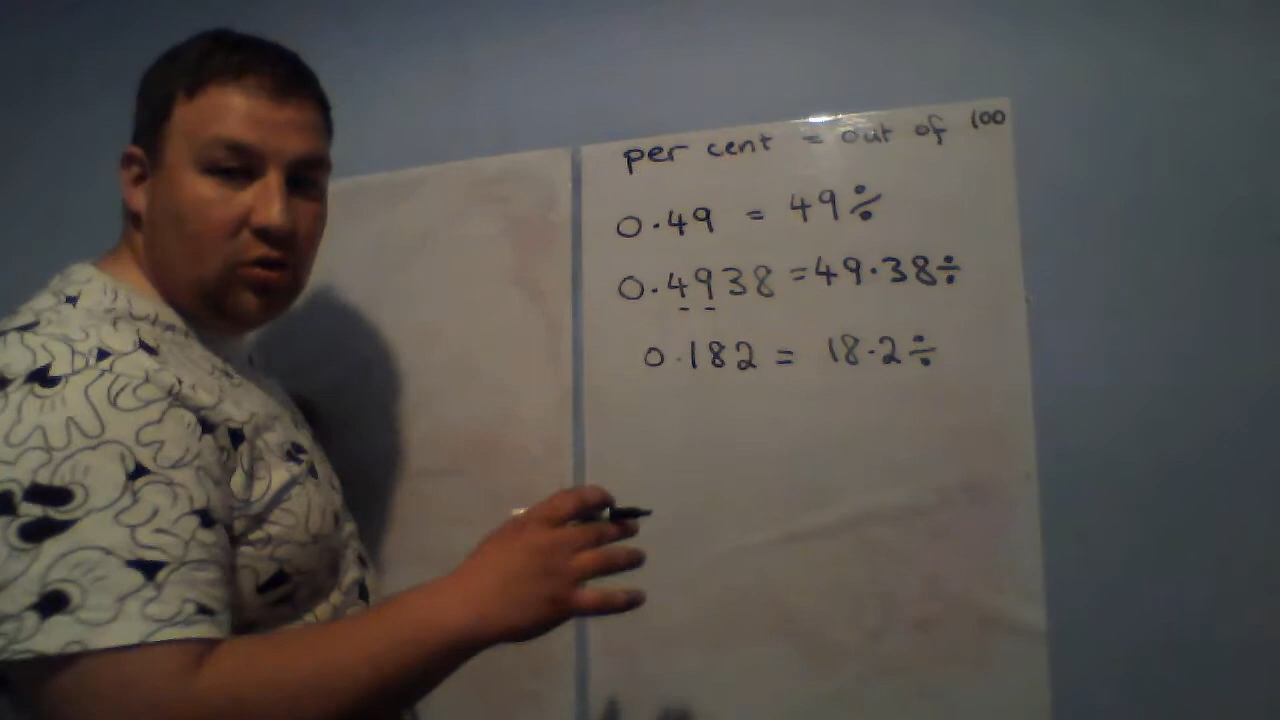 per cent = out of 100
0.49 = 49÷
0.4938 = 49.38÷
0.182 = 18.2÷